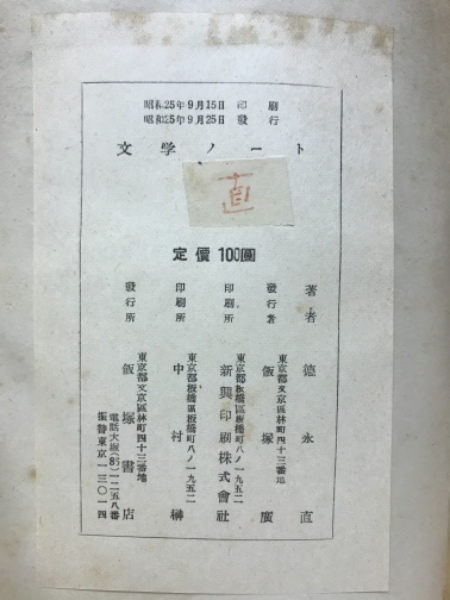 昭和25年9月15日 印刷
昭和25年9月25日 發行
文学ノート
直
定價100圓
著者 德永直
發行者 東京都文京區林町四十三番地 飯塚廣
印刷所 東京都板橋區板橋町八ノ一九五二 新興印刷株式會社
印刷所 東京都板橋區板橋町八ノ一九五二 中村榊
發行所 東京都文京區林町四十三番地 飯塚書店
電話大塚(86)二二五八番
振替東京一三〇一四